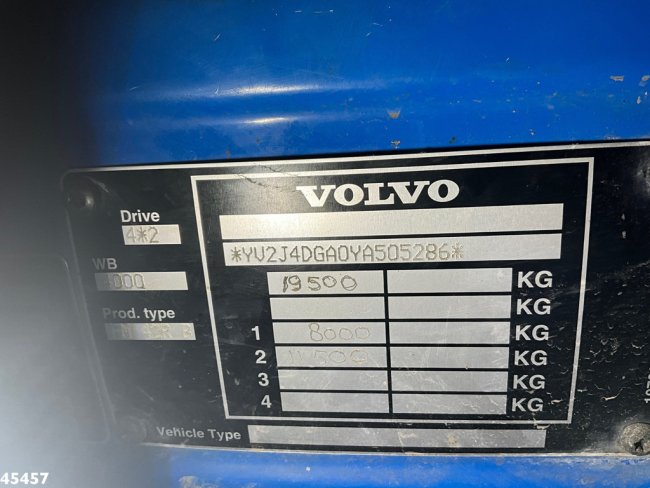 VOLVO
Drive
4*2
*YV2J4DGA0YA505286*
WB
19500 KG
KG
Prod. type
1 8000 KG
2 11500 KG
3 KG
4 KG
Vehicle Type
45457